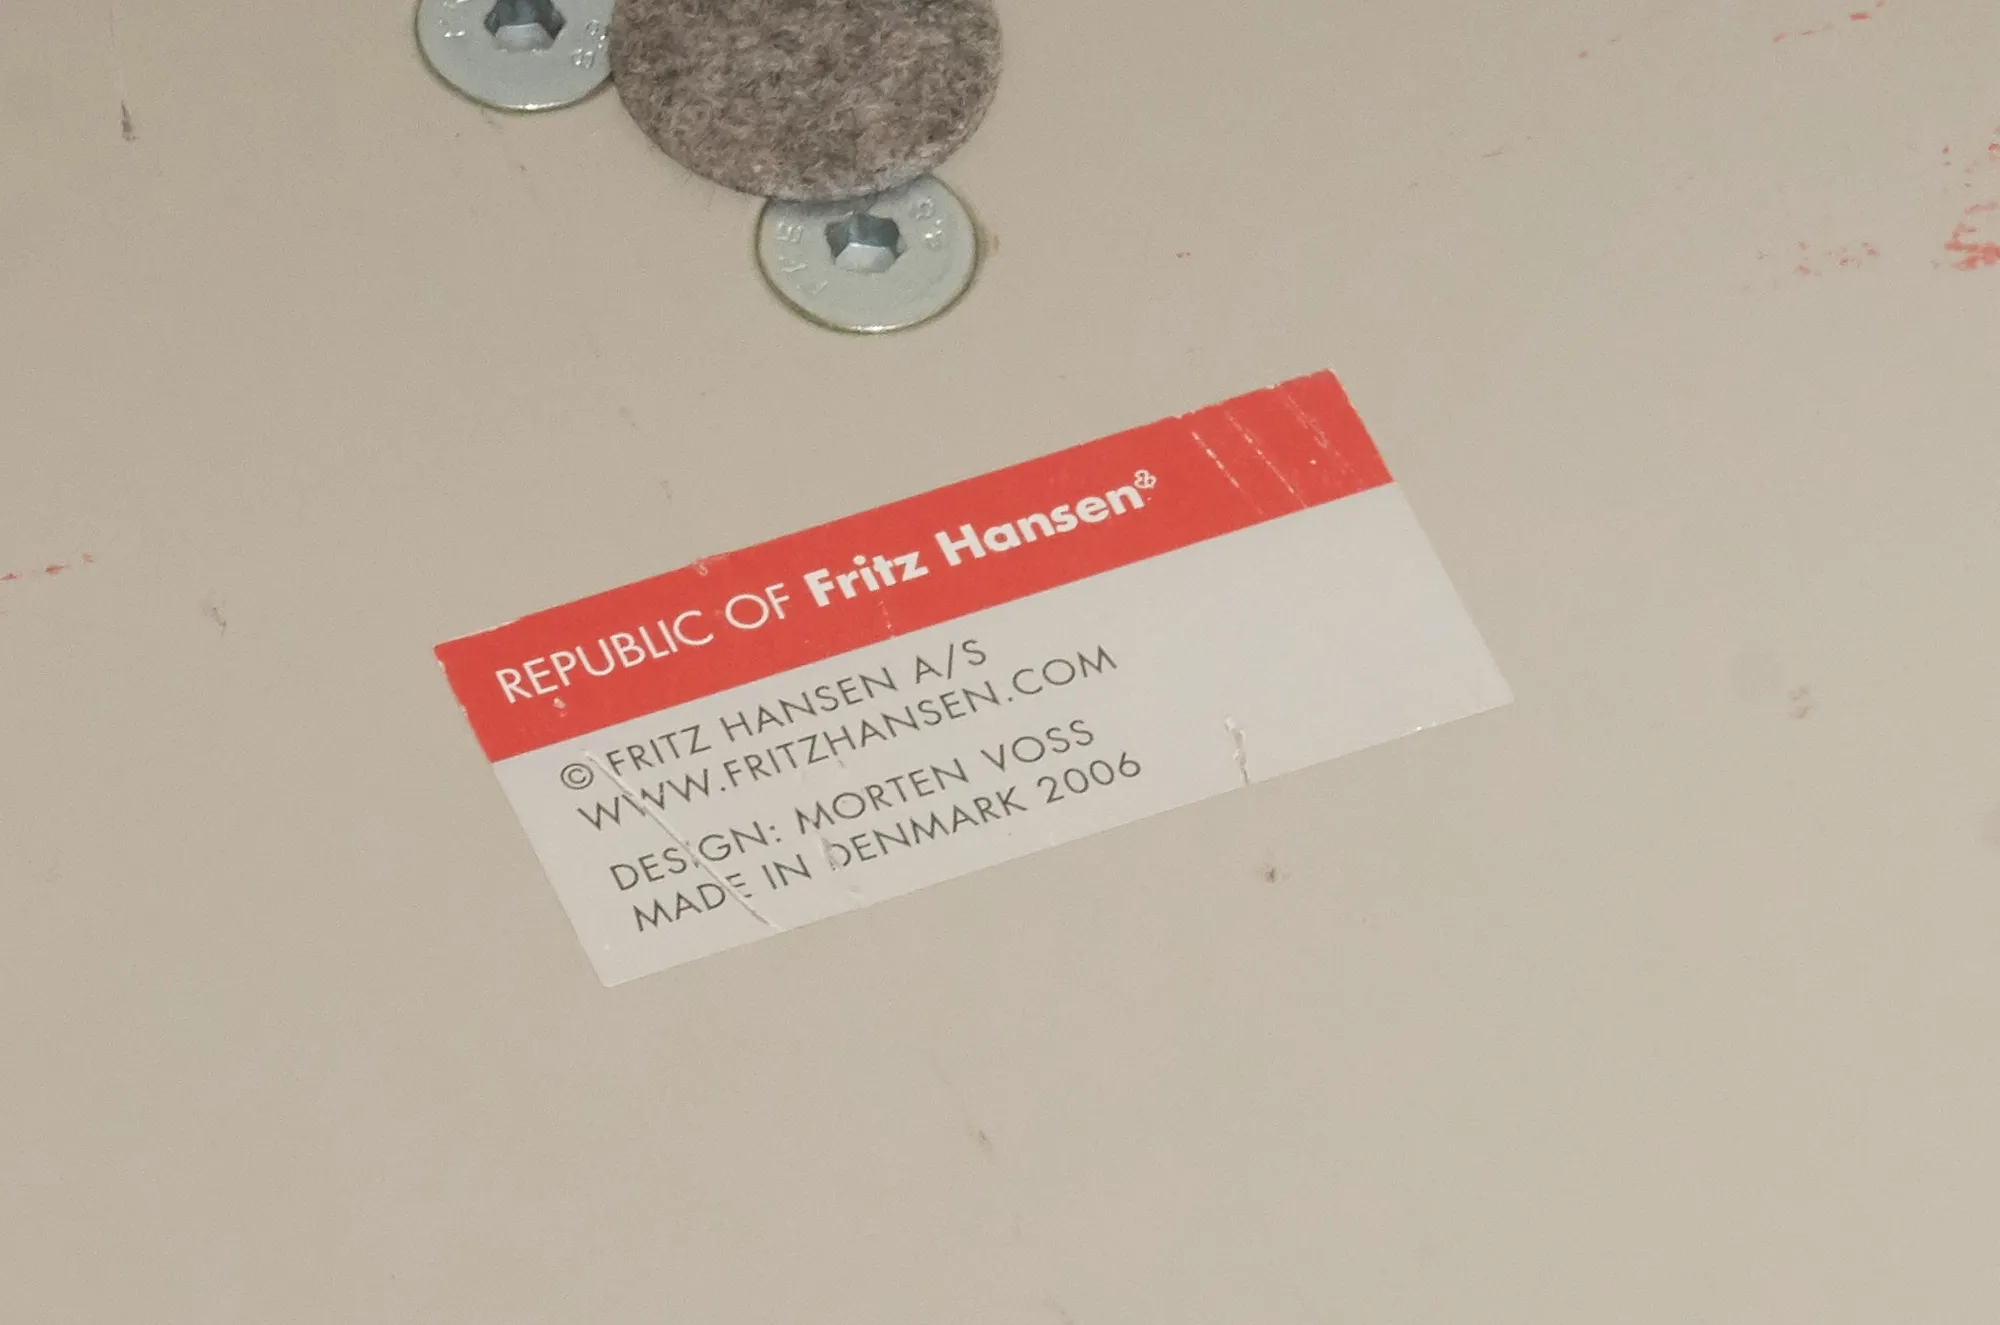 REPUBLIC OF Fritz Hansen
© FRITZ HANSEN A/S
WWW.FRITZHANSEN.COM
DESIGN: MORTEN VOSS
MADE IN DENMARK 2006